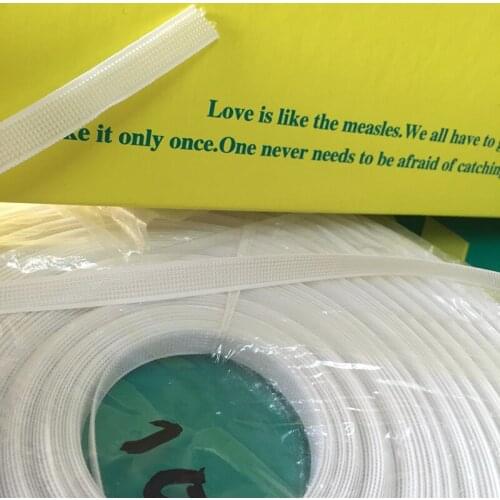 Love is like the measles.We all have to
ke it only once.One never needs to be afraid of catching